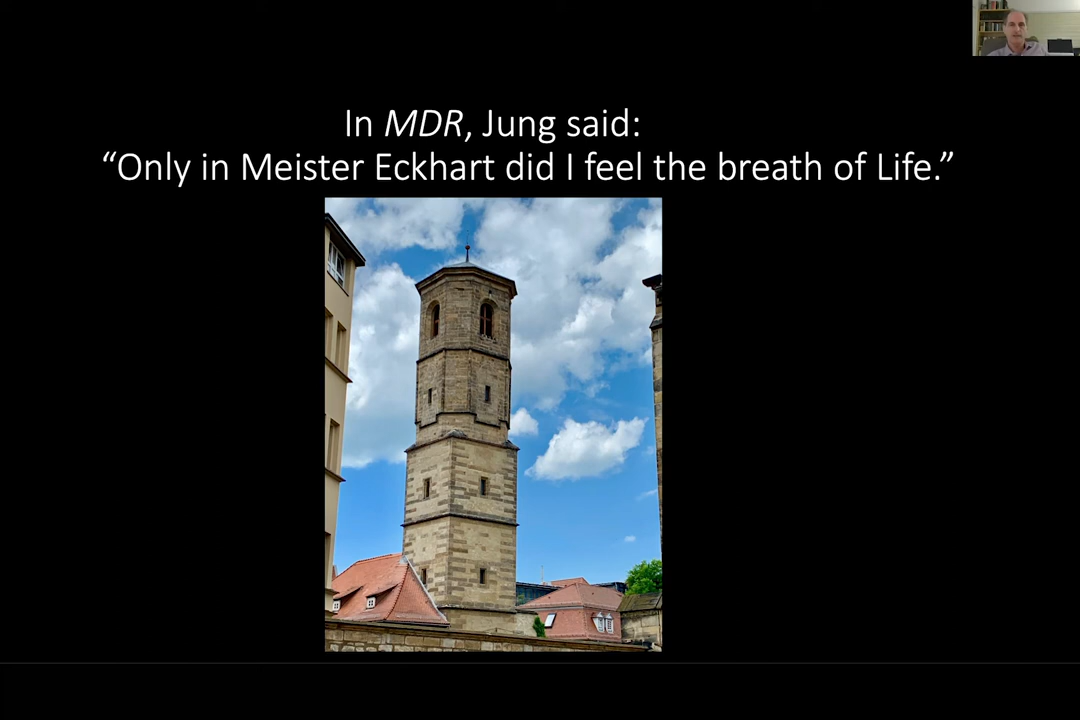 In MDR, Jung said:
“Only in Meister Eckhart did I feel the breath of Life.”